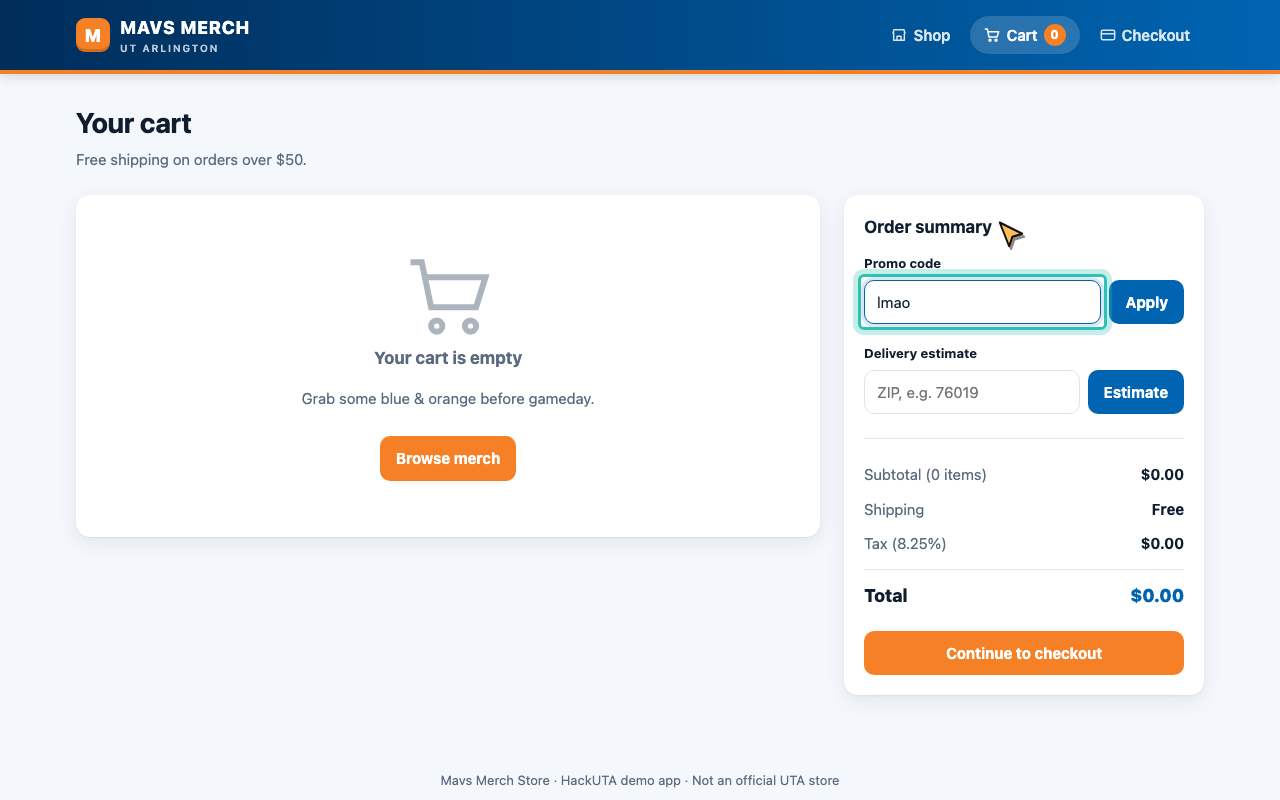 M MAVS MERCH
UT ARLINGTON
Shop
Cart 0
Checkout
Your cart
Free shipping on orders over $50.
Your cart is empty
Grab some blue & orange before gameday.
Browse merch
Order summary
Promo code
lmao Apply
Delivery estimate
ZIP, e.g. 76019 Estimate
Subtotal (0 items) $0.00
Shipping Free
Tax (8.25%) $0.00
Total $0.00
Continue to checkout
Mavs Merch Store · HackUTA demo app · Not an official UTA store